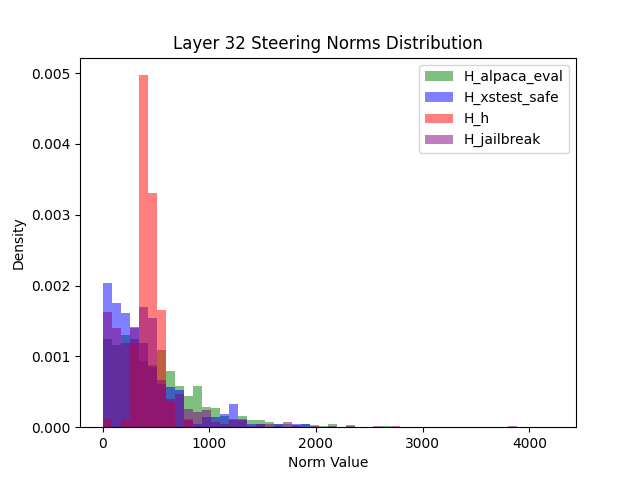 Layer 32 Steering Norms Distribution
H_alpaca_eval
H_xstest_safe
H_h
H_jailbreak
0.005
0.004
0.003
0.002
0.001
0.000
Density
0
1000
2000
3000
4000
Norm Value